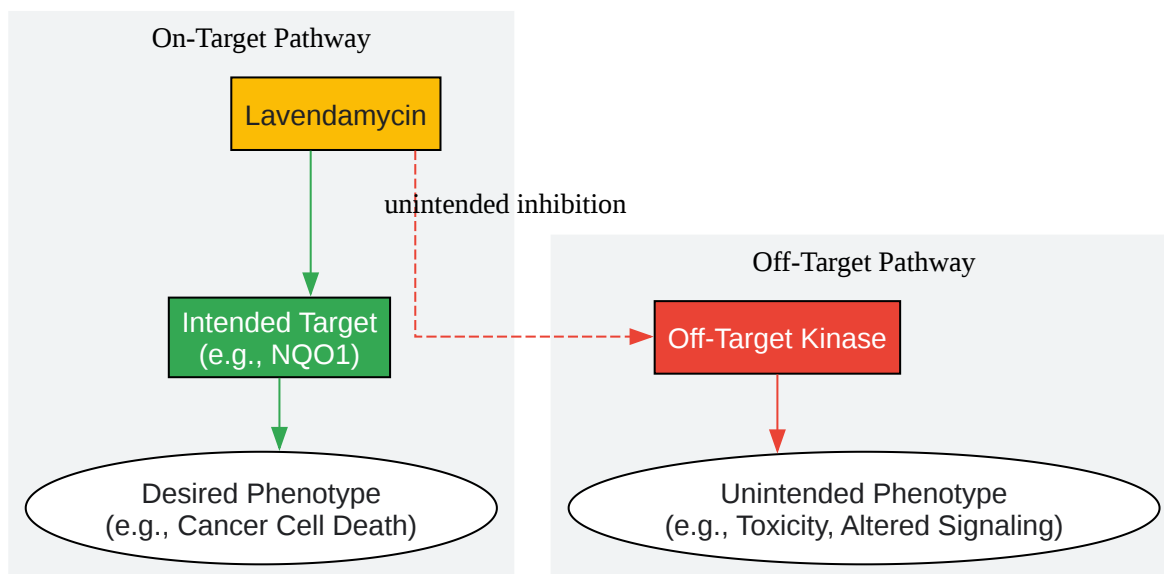 On-Target Pathway
Lavendamycin
unintended inhibition
Off-Target Pathway
Intended Target
(e.g., NQO1)
Off-Target Kinase
Desired Phenotype
(e.g., Cancer Cell Death)
Unintended Phenotype
(e.g., Toxicity, Altered Signaling)